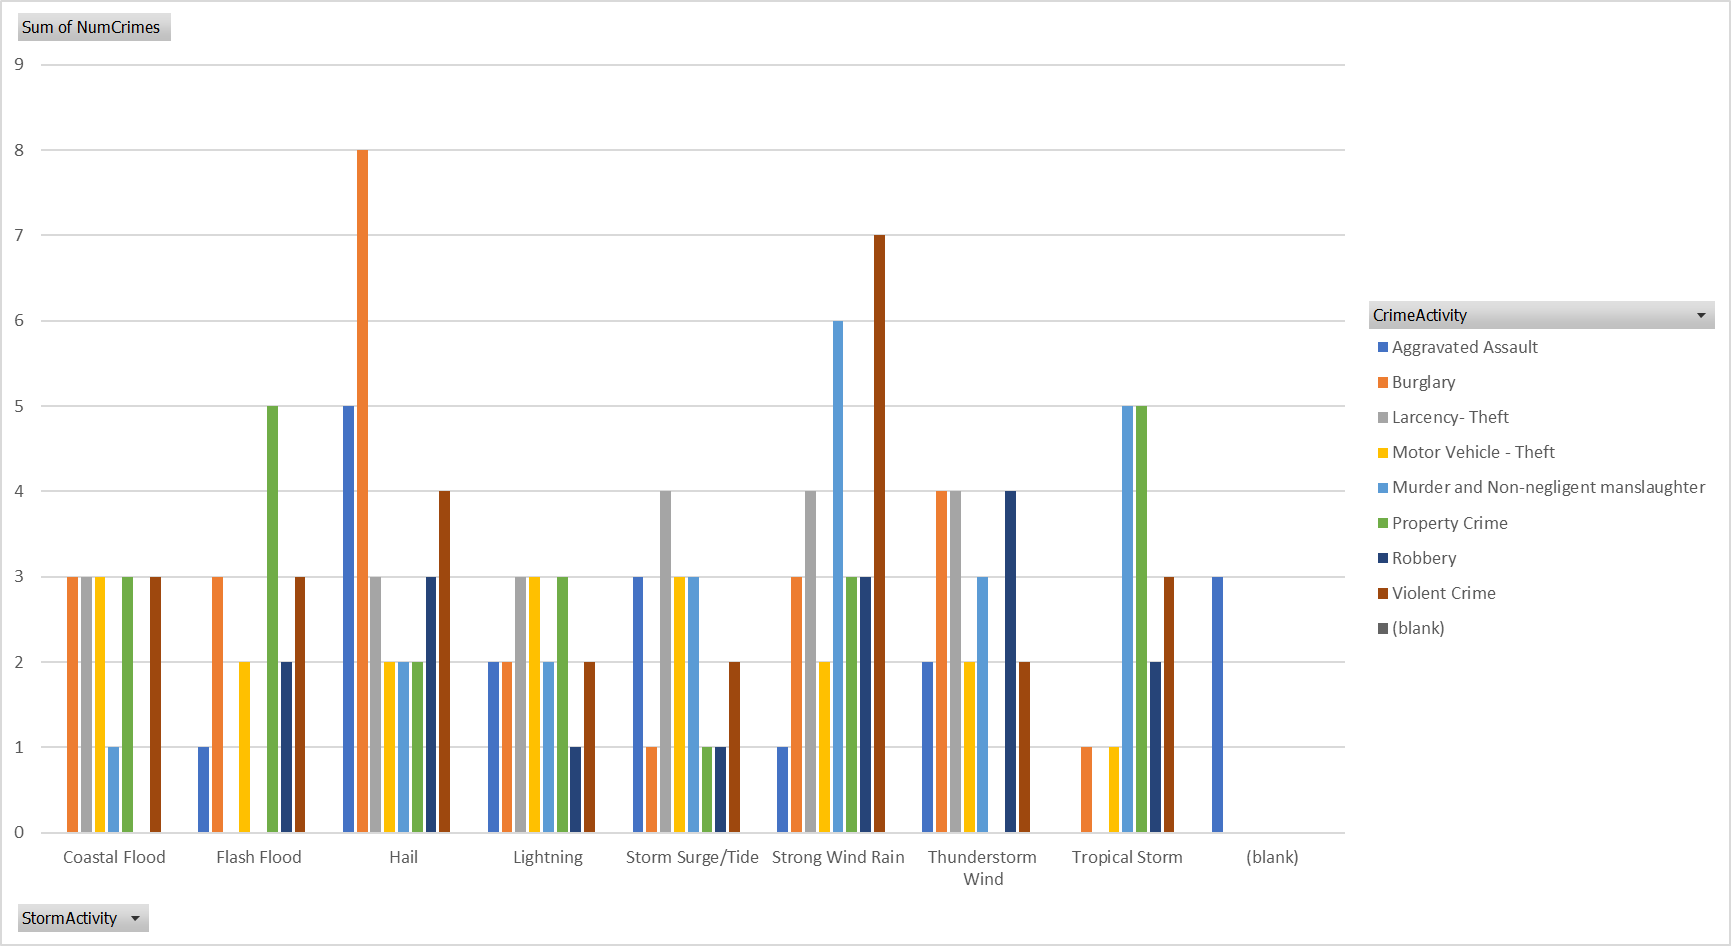 Sum of NumCrimes
9
8
7
6
5
4
3
2
1
0
Coastal Flood
Flash Flood
Hail
Lightning
Storm Surge/Tide
Strong Wind Rain
Thunderstorm
Wind
Tropical Storm
(blank)
StormActivity
CrimeActivity
Aggravated Assault
Burglary
Larcency- Theft
Motor Vehicle - Theft
Murder and Non-negligent manslaughter
Property Crime
Robbery
Violent Crime
(blank)